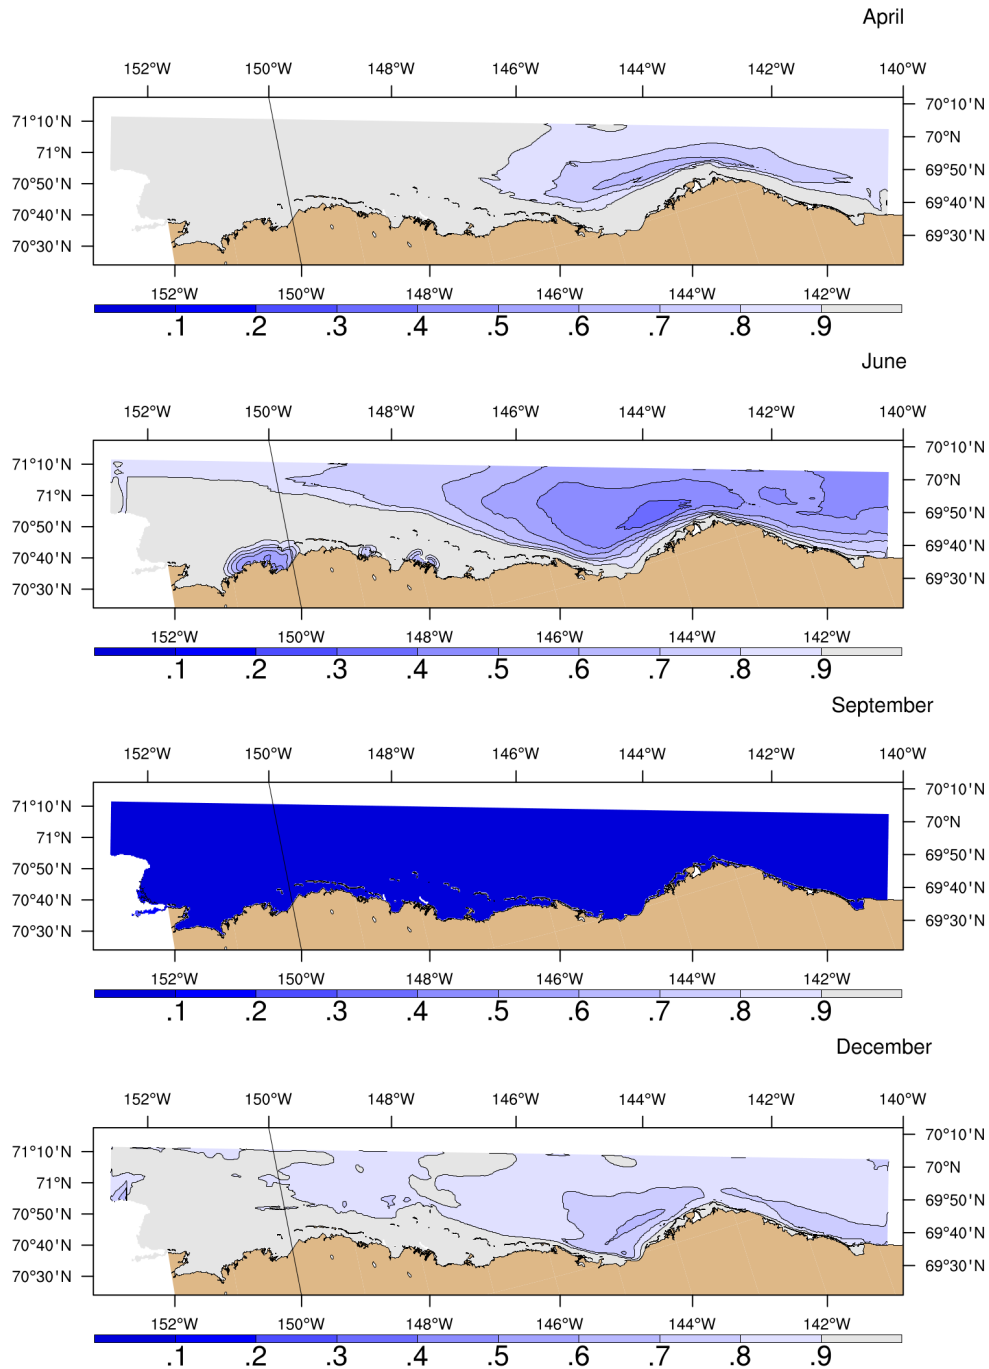 April
152°W 150°W 148°W 146°W 144°W 142°W 140°W
71°10'N 70°10'N
71°N 70°N
70°50'N 69°50'N
70°40'N 69°40'N
70°30'N 69°30'N
152°W 150°W 148°W 146°W 144°W 142°W
.1 .2 .3 .4 .5 .6 .7 .8 .9
June
152°W 150°W 148°W 146°W 144°W 142°W 140°W
71°10'N 70°10'N
71°N 70°N
70°50'N 69°50'N
70°40'N 69°40'N
70°30'N 69°30'N
152°W 150°W 148°W 146°W 144°W 142°W
.1 .2 .3 .4 .5 .6 .7 .8 .9
September
152°W 150°W 148°W 146°W 144°W 142°W 140°W
71°10'N 70°10'N
71°N 70°N
70°50'N 69°50'N
70°40'N 69°40'N
70°30'N 69°30'N
152°W 150°W 148°W 146°W 144°W 142°W
.1 .2 .3 .4 .5 .6 .7 .8 .9
December
152°W 150°W 148°W 146°W 144°W 142°W 140°W
71°10'N 70°10'N
71°N 70°N
70°50'N 69°50'N
70°40'N 69°40'N
70°30'N 69°30'N
152°W 150°W 148°W 146°W 144°W 142°W
.1 .2 .3 .4 .5 .6 .7 .8 .9